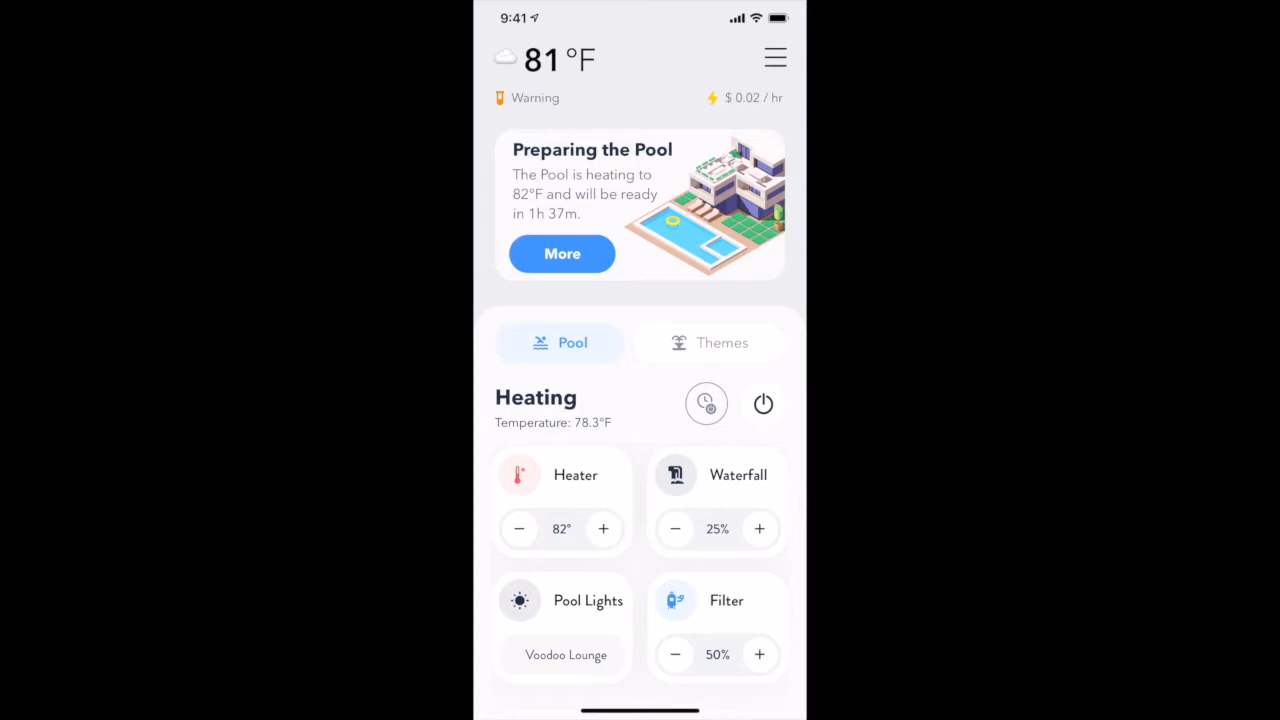 9:41
81 °F
Warning
$ 0.02 / hr
Preparing the Pool
The Pool is heating to
82°F and will be ready
in 1h 37m.
More
Pool
Themes
Heating
Temperature: 78.3°F
Heater
Waterfall
− 82° +
− 25% +
Pool Lights
Filter
Voodoo Lounge
− 50% +